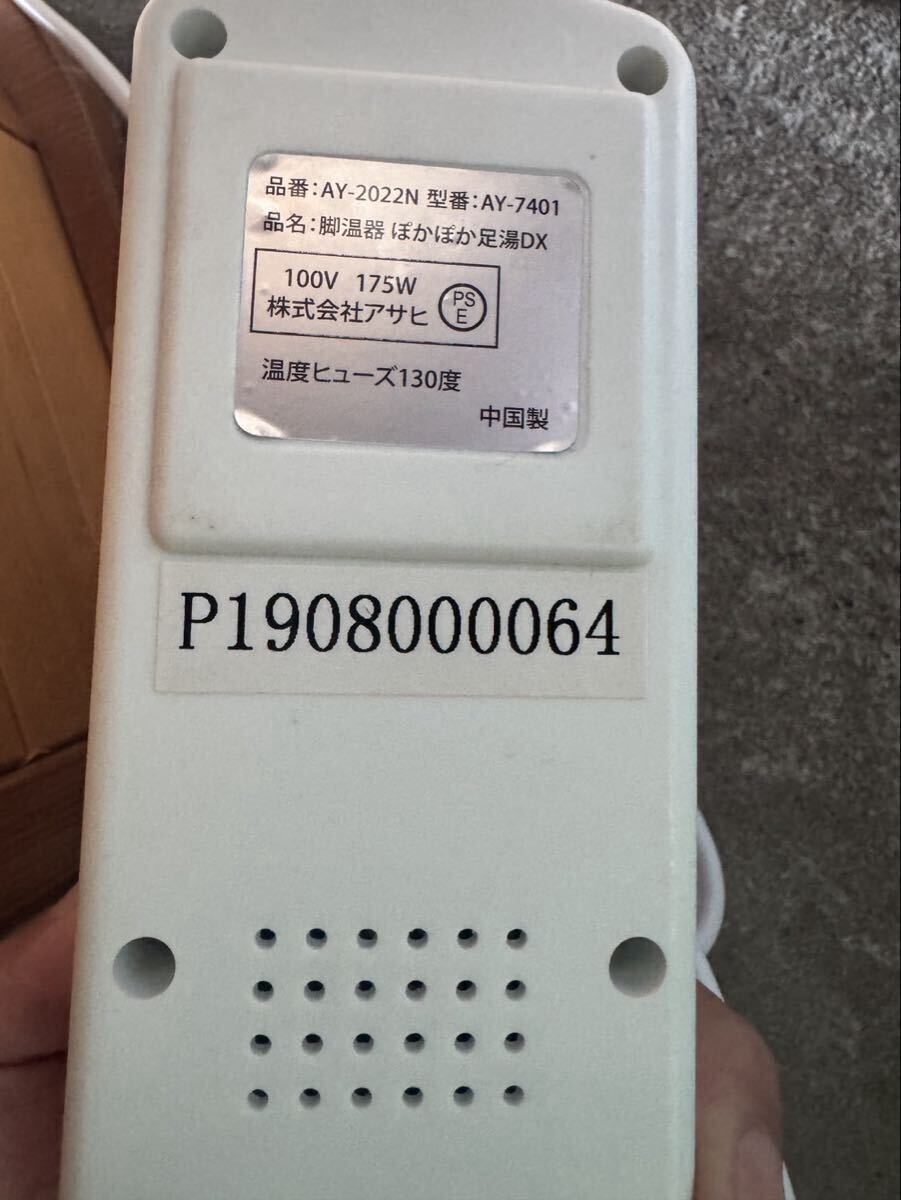 品番:AY-2022N 型番:AY-7401
品名:脚温器 ぽかぽか足湯DX
100V 175W
株式会社アサヒ
PS
E
温度ヒューズ130度
中国製
P1908000064